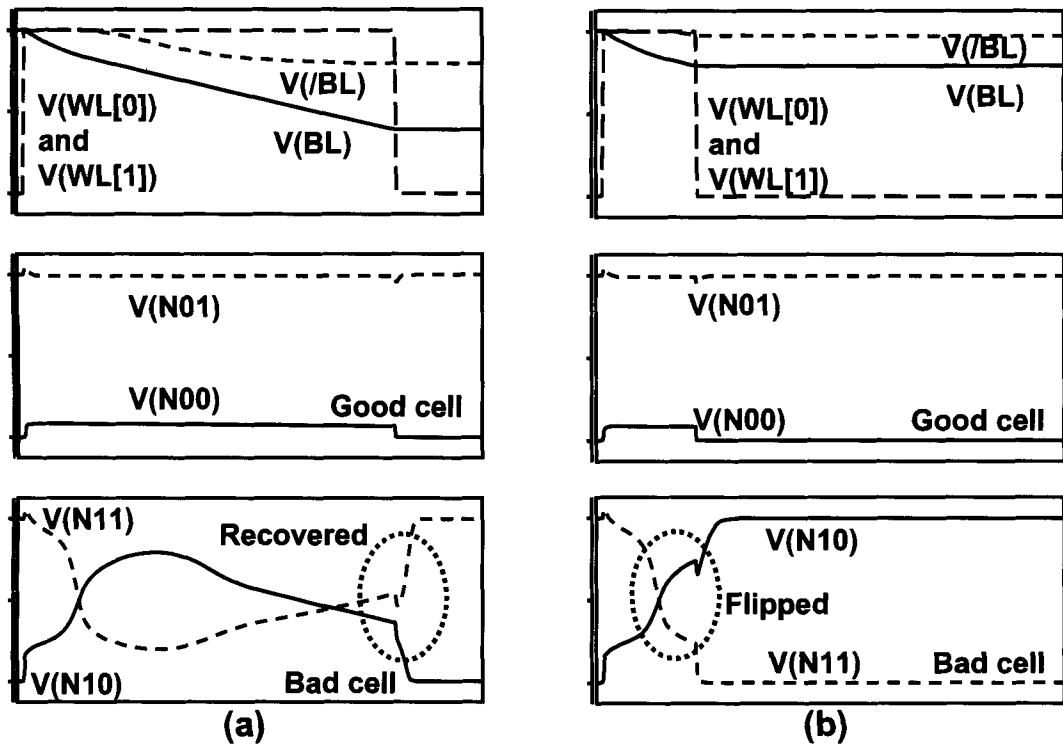 V(/BL)
V(WL[0])
and
V(WL[1])
V(BL)
V(N01)
V(N00)
Good cell
V(N11)
Recovered
V(N10)
Bad cell
(a)
V(/BL)
V(WL[0])
and
V(WL[1])
V(BL)
V(N01)
V(N00)
Good cell
V(N10)
Flipped
V(N11)
Bad cell
(b)